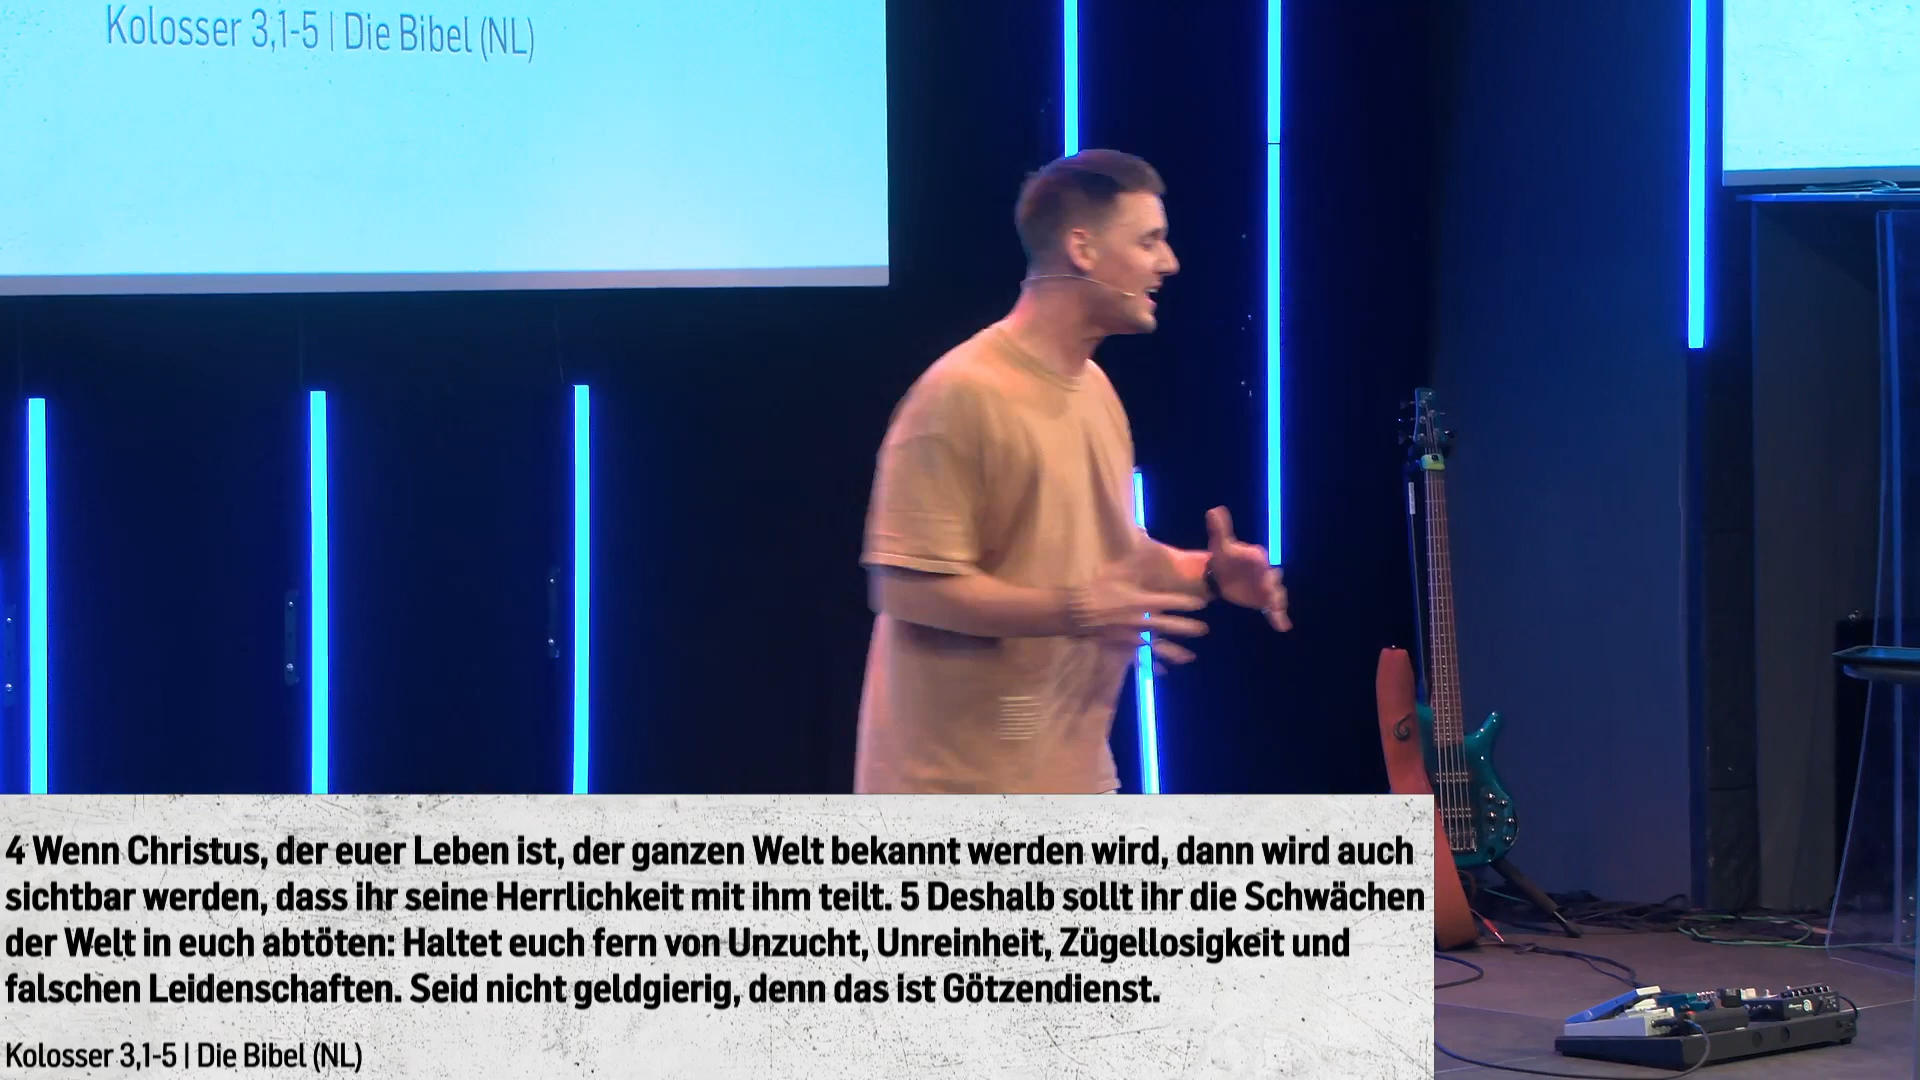 Kolosser 3,1-5 | Die Bibel (NL)
4 Wenn Christus, der euer Leben ist, der ganzen Welt bekannt werden wird, dann wird auch
sichtbar werden, dass ihr seine Herrlichkeit mit ihm teilt. 5 Deshalb sollt ihr die Schwächen
der Welt in euch abtöten: Haltet euch fern von Unzucht, Unreinheit, Zügellosigkeit und
falschen Leidenschaften. Seid nicht geldgierig, denn das ist Götzendienst.
Kolosser 3,1-5 | Die Bibel (NL)